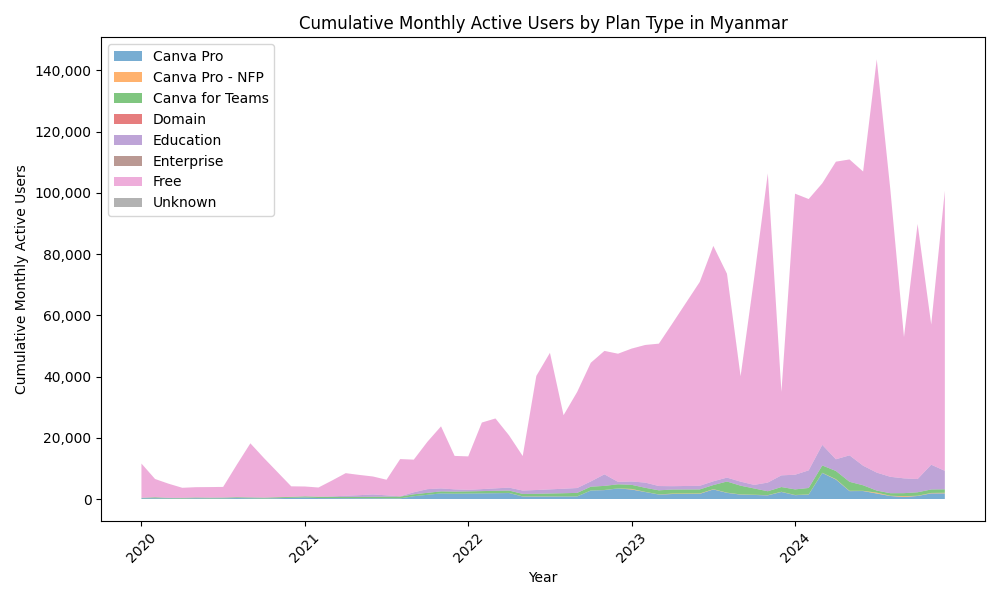 Cumulative Monthly Active Users by Plan Type in Myanmar
Canva Pro
Canva Pro - NFP
Canva for Teams
Domain
Education
Enterprise
Free
Unknown
Cumulative Monthly Active Users
140,000
120,000
100,000
80,000
60,000
40,000
20,000
0
2020
2021
2022
2023
2024
Year